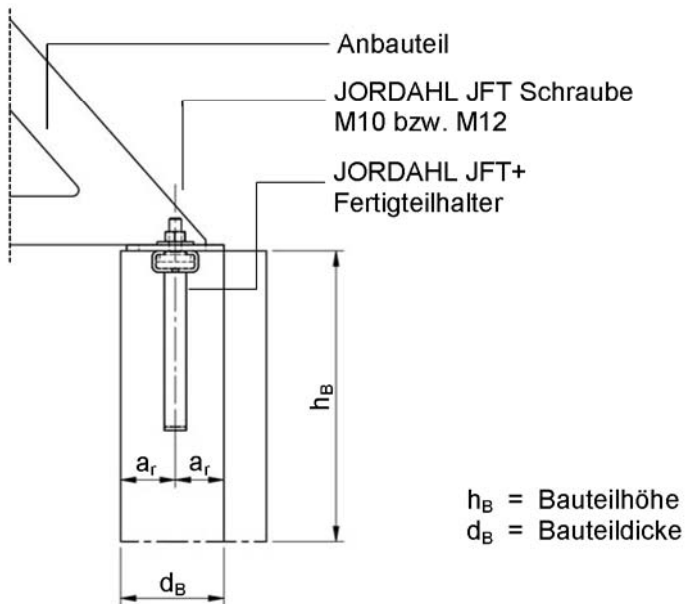 Anbauteil
JORDAHL JFT Schraube
M10 bzw. M12
JORDAHL JFT+
Fertigteilhalter
hB
ar ar
hB = Bauteilhöhe
dB = Bauteildicke
dB